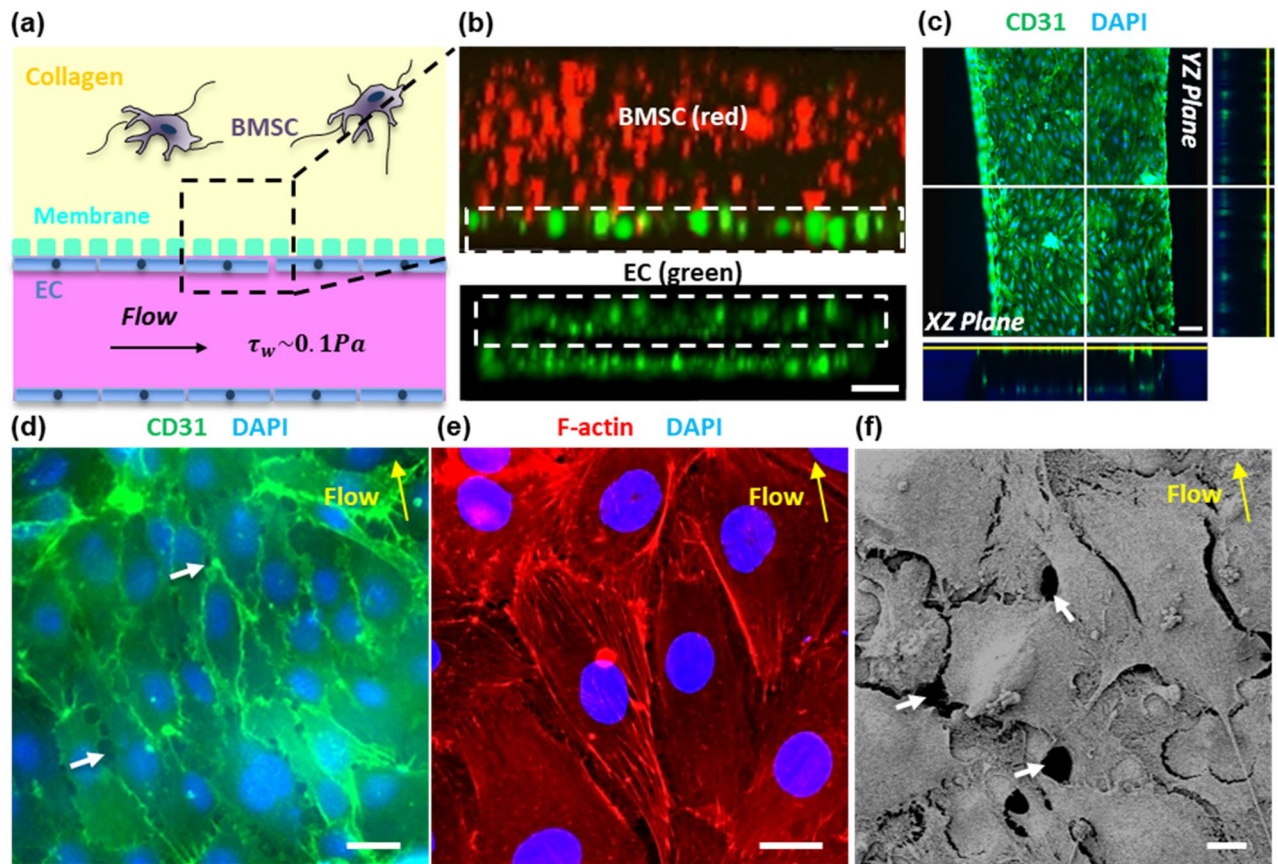 (a)
Collagen
BMSC
Membrane
EC
Flow
τw~0.1Pa
(b)
BMSC (red)
EC (green)
(c)
CD31 DAPI
YZ Plane
XZ Plane
(d)
CD31 DAPI
Flow
(e)
F-actin DAPI
Flow
(f)
Flow